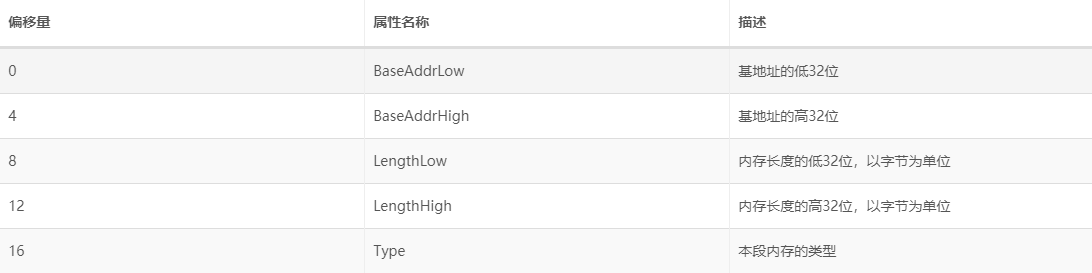 偏移量 属性名称 描述
0 BaseAddrLow 基地址的低32位
4 BaseAddrHigh 基地址的高32位
8 LengthLow 内存长度的低32位，以字节为单位
12 LengthHigh 内存长度的高32位，以字节为单位
16 Type 本段内存的类型